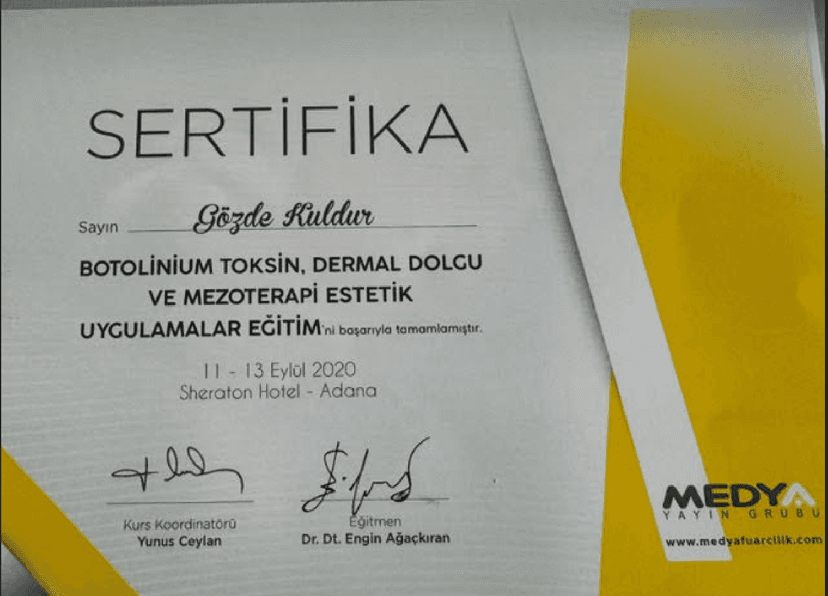 SERTİFİKA
Sayın Gözde Kuldur
BOTOLİNİUM TOKSİN, DERMAL DOLGU
VE MEZOTERAPİ ESTETİK
UYGULAMALAR EĞİTİM'ni başarıyla tamamlamıştır.
11 - 13 Eylül 2020
Sheraton Hotel - Adana
Kurs Koordinatörü
Yunus Ceylan
Eğitmen
Dr. Dt. Engin Ağaçkıran
MEDYA
YAYIN GRUBU
www.medyafuarcilik.com